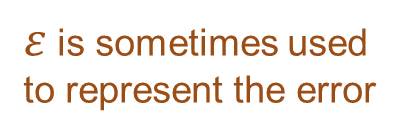 ε is sometimes used
to represent the error